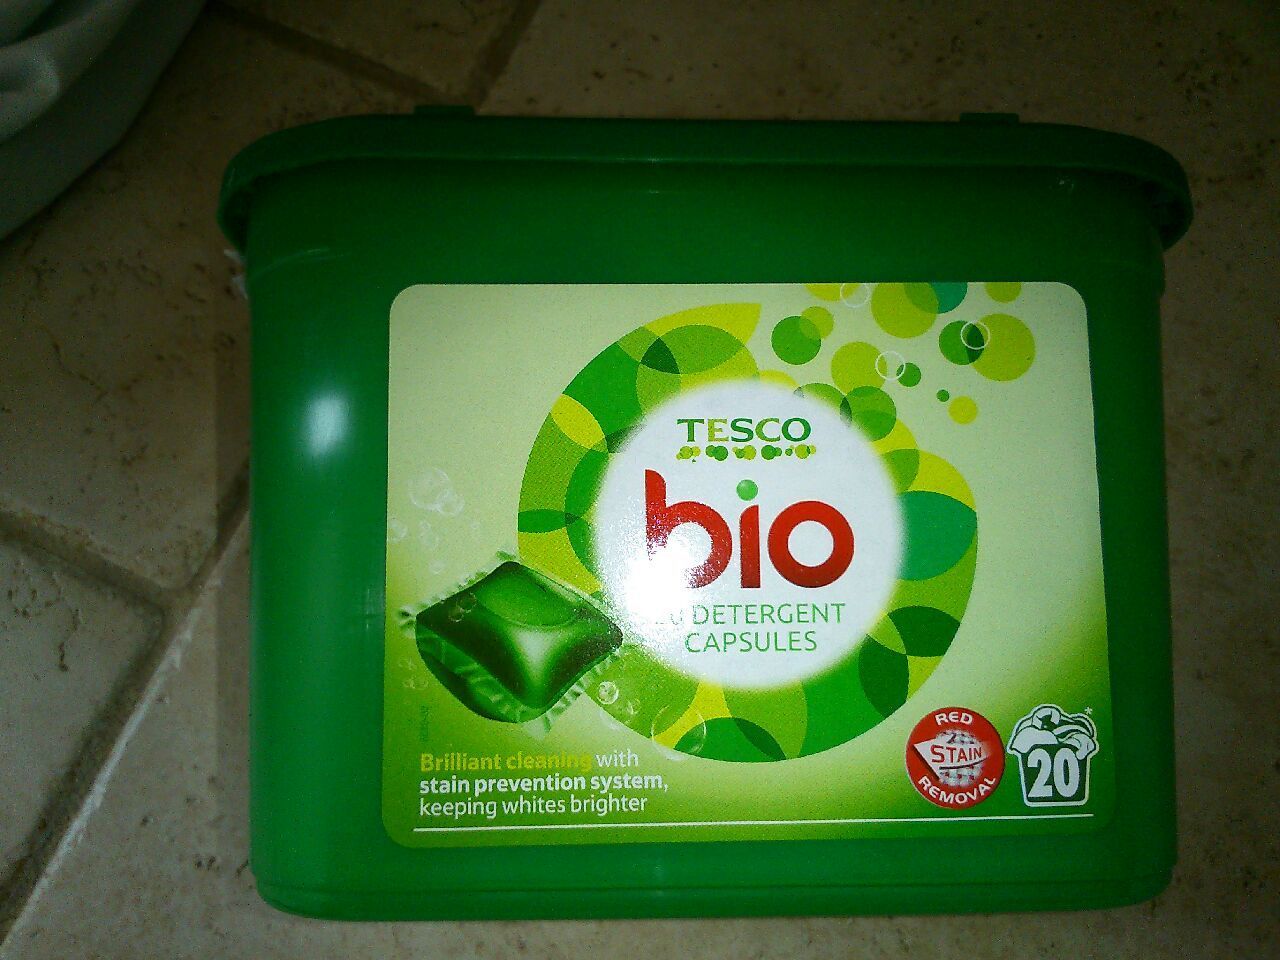 TESCO
bio
DETERGENT
CAPSULES
Brilliant cleaning with
stain prevention system,
keeping whites brighter
RED
STAIN
REMOVAL
20
*